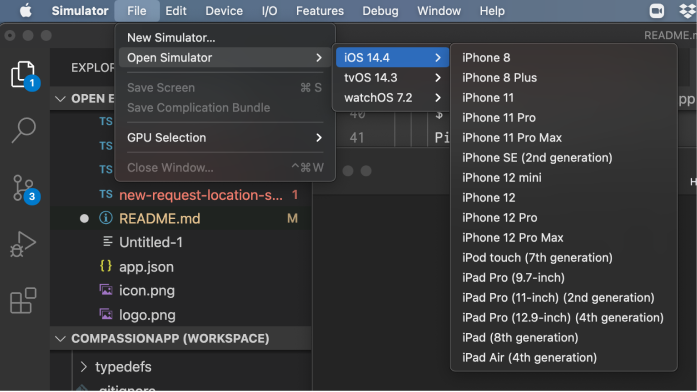 Simulator File Edit Device I/O Features Debug Window Help
README.m
New Simulator...
Open Simulator
Save Screen ⌘ S
Save Complication Bundle
GPU Selection
Close Window... ^⌘W
iOS 14.4
tvOS 14.3
watchOS 7.2
iPhone 8
iPhone 8 Plus
iPhone 11
iPhone 11 Pro
iPhone 11 Pro Max
iPhone SE (2nd generation)
iPhone 12 mini
iPhone 12
iPhone 12 Pro
iPhone 12 Pro Max
iPod touch (7th generation)
iPad Pro (9.7-inch)
iPad Pro (11-inch) (2nd generation)
iPad Pro (12.9-inch) (4th generation)
iPad (8th generation)
iPad Air (4th generation)
1
3
EXPLOR
OPEN E
TS
TS
TS
TS new-request-location-s... 1
README.md M
Untitled-1
{} app.json
icon.png
logo.png
COMPASSIONAPP (WORKSPACE)
typedefs
.gitignore
40 $
41 Pi
pp
H